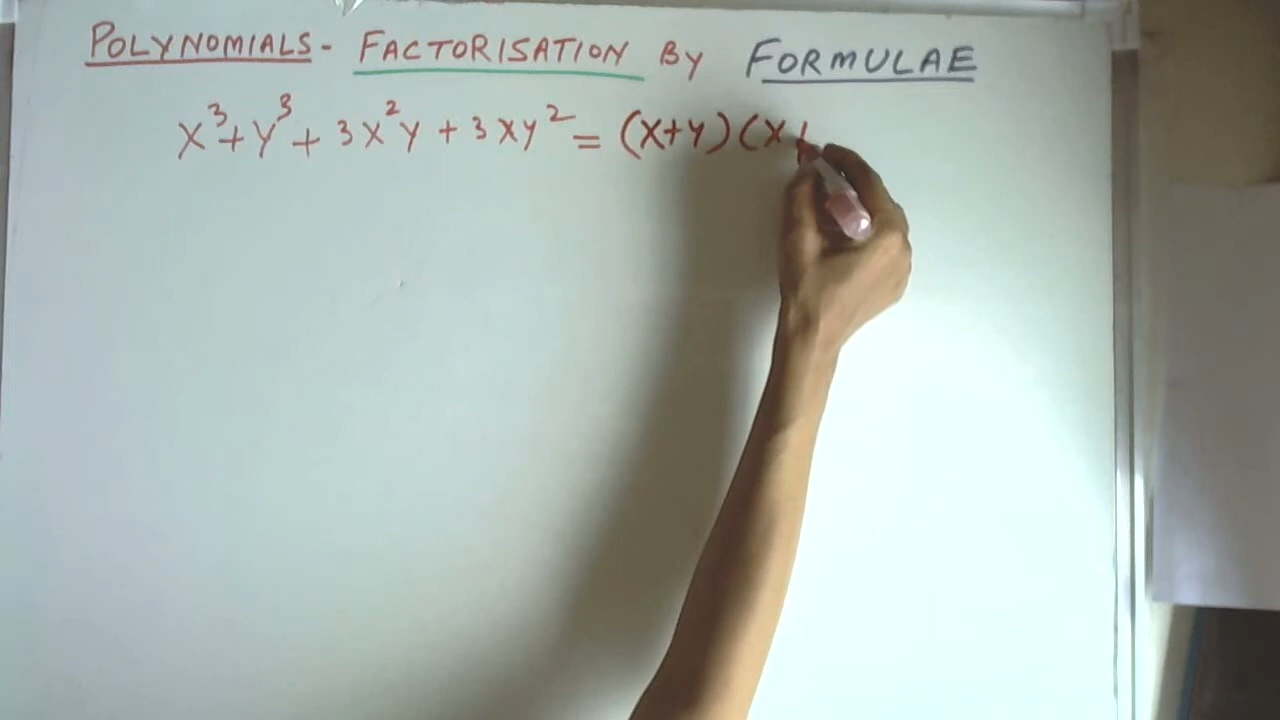 POLYNOMIALS - FACTORISATION BY FORMULAE
x³ + y³ + 3x²y + 3xy² = (x+y)(x